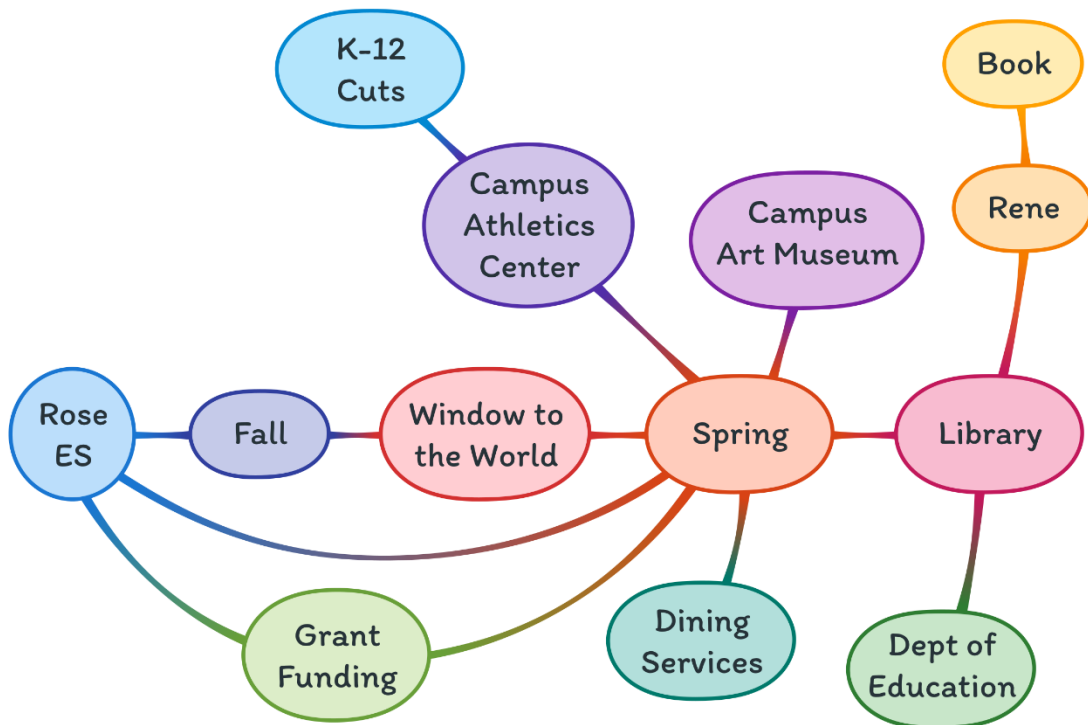 K-12
Cuts
Book
Campus
Athletics
Center
Campus
Art Museum
Rene
Rose
ES
Fall
Window to
the World
Spring
Library
Grant
Funding
Dining
Services
Dept of
Education